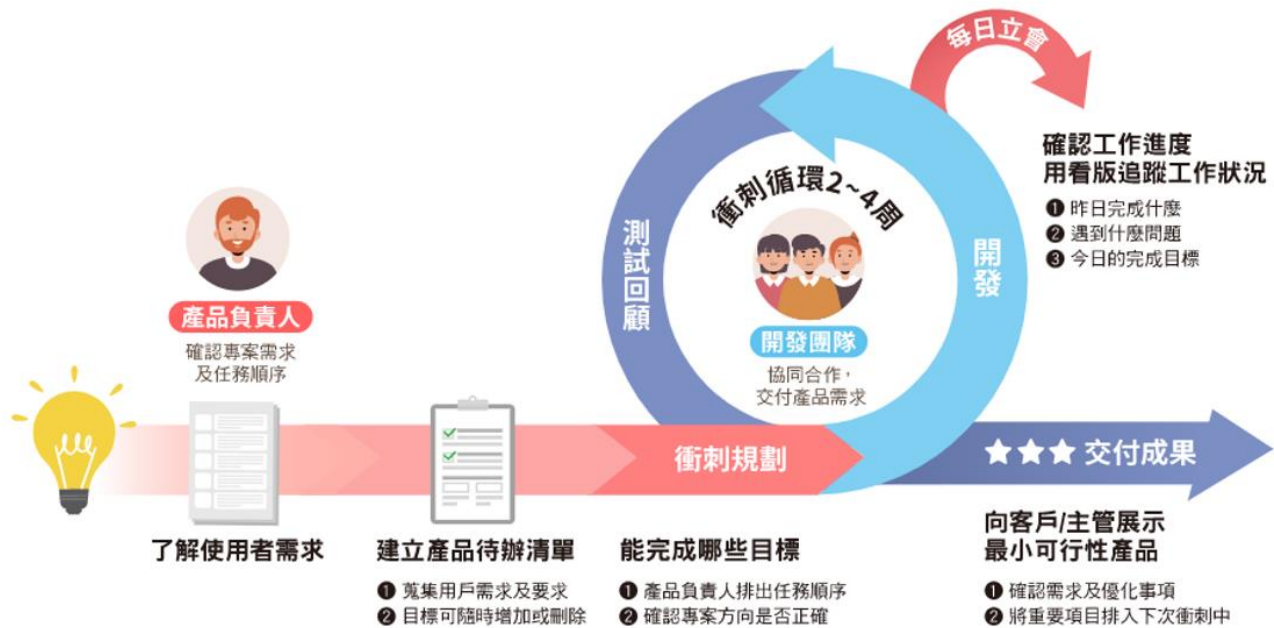 每日立會
確認工作進度
用看版追蹤工作狀況
❶ 昨日完成什麼
❷ 遇到什麼問題
❸ 今日的完成目標
衝刺循環2~4周
測試回顧
開發
開發團隊
協同合作，
交付產品需求
產品負責人
確認專案需求
及任務順序
衝刺規劃
★★★ 交付成果
了解使用者需求
建立產品待辦清單
❶ 蒐集用戶需求及要求
❷ 目標可隨時增加或刪除
能完成哪些目標
❶ 產品負責人排出任務順序
❷ 確認專案方向是否正確
向客戶/主管展示
最小可行性產品
❶ 確認需求及優化事項
❷ 將重要項目排入下次衝刺中